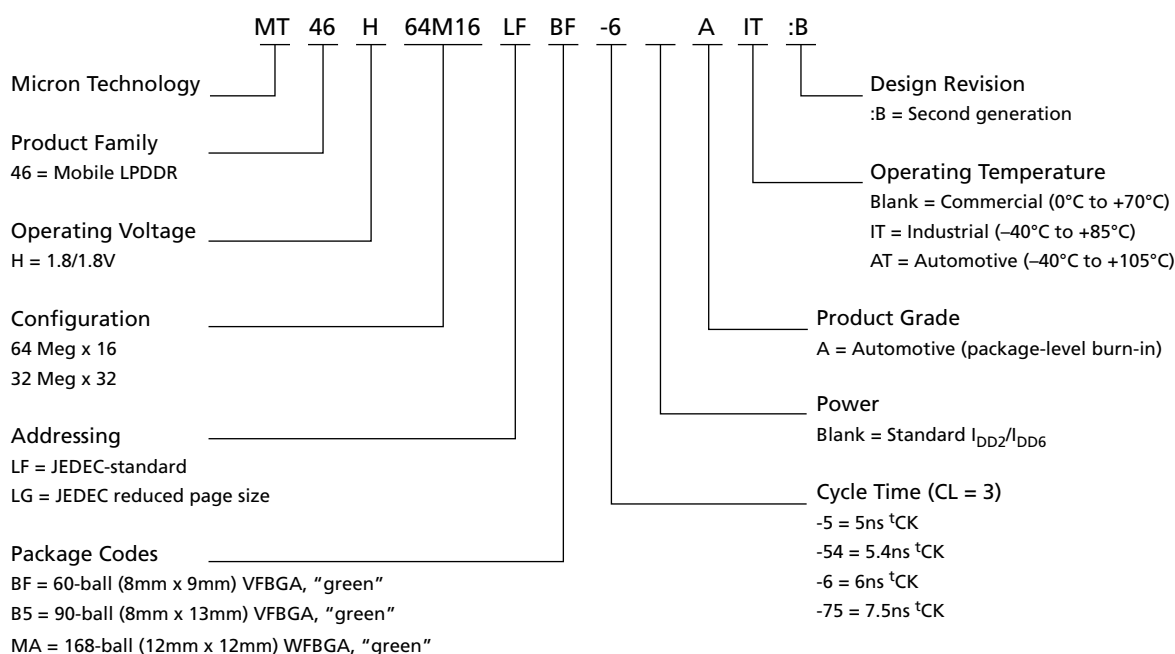 MT 46 H 64M16 LF BF -6 A IT :B
Micron Technology
Product Family
46 = Mobile LPDDR
Operating Voltage
H = 1.8/1.8V
Configuration
64 Meg x 16
32 Meg x 32
Addressing
LF = JEDEC-standard
LG = JEDEC reduced page size
Package Codes
BF = 60-ball (8mm x 9mm) VFBGA, “green”
B5 = 90-ball (8mm x 13mm) VFBGA, “green”
MA = 168-ball (12mm x 12mm) WFBGA, “green”
Design Revision
:B = Second generation
Operating Temperature
Blank = Commercial (0°C to +70°C)
IT = Industrial (–40°C to +85°C)
AT = Automotive (–40°C to +105°C)
Product Grade
A = Automotive (package-level burn-in)
Power
Blank = Standard IDD2/IDD6
Cycle Time (CL = 3)
-5 = 5ns tCK
-54 = 5.4ns tCK
-6 = 6ns tCK
-75 = 7.5ns tCK